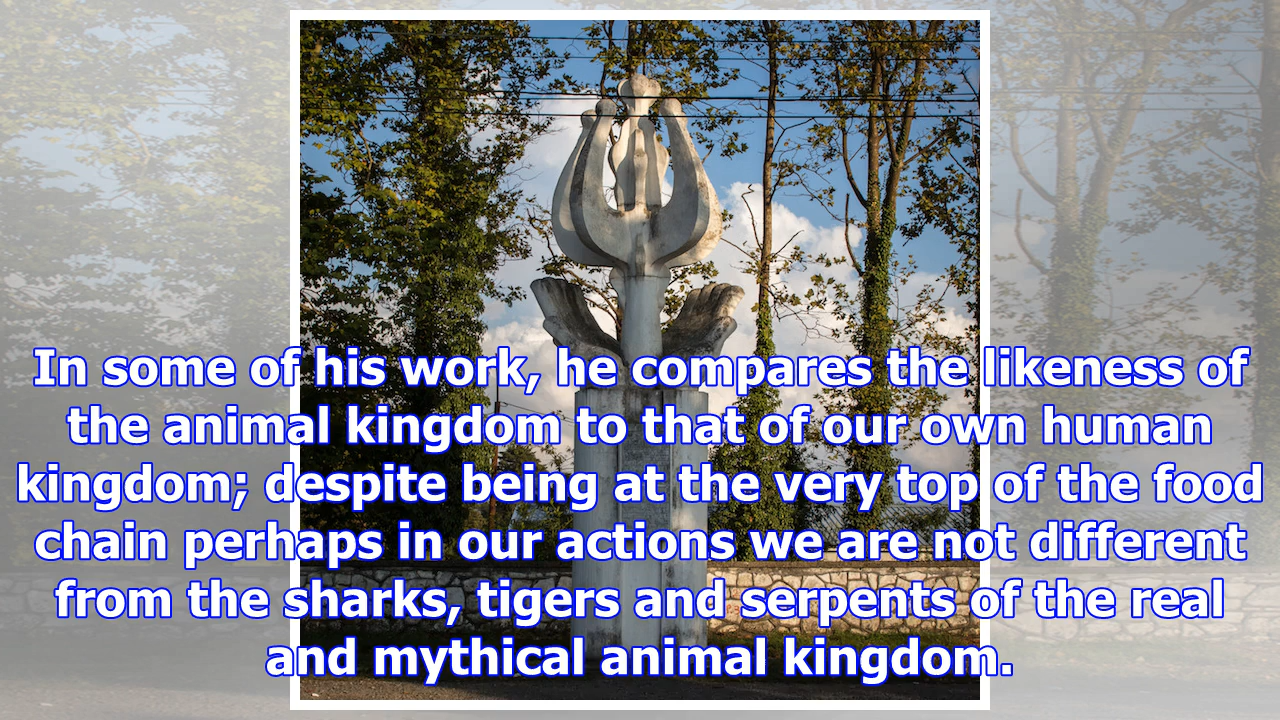 In some of his work, he compares the likeness of
the animal kingdom to that of our own human
kingdom; despite being at the very top of the food
chain perhaps in our actions we are not different
from the sharks, tigers and serpents of the real
and mythical animal kingdom.